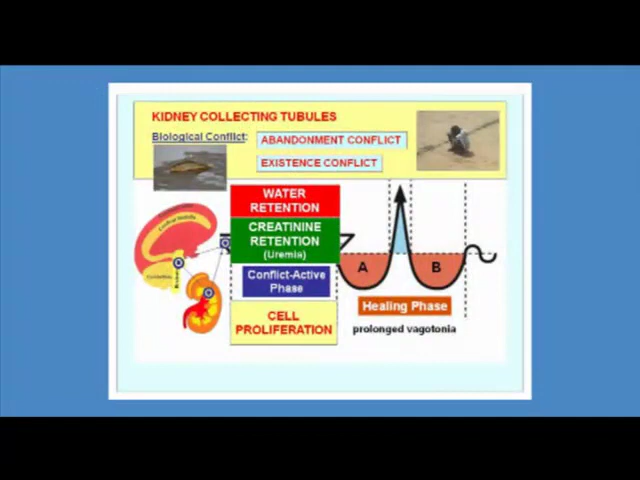 KIDNEY COLLECTING TUBULES
Biological Conflict:
ABANDONMENT CONFLICT
EXISTENCE CONFLICT
WATER
RETENTION
CREATININE
RETENTION
(Uremia)
Conflict-Active
Phase
CELL
PROLIFERATION
A
B
Healing Phase
prolonged vagotonia